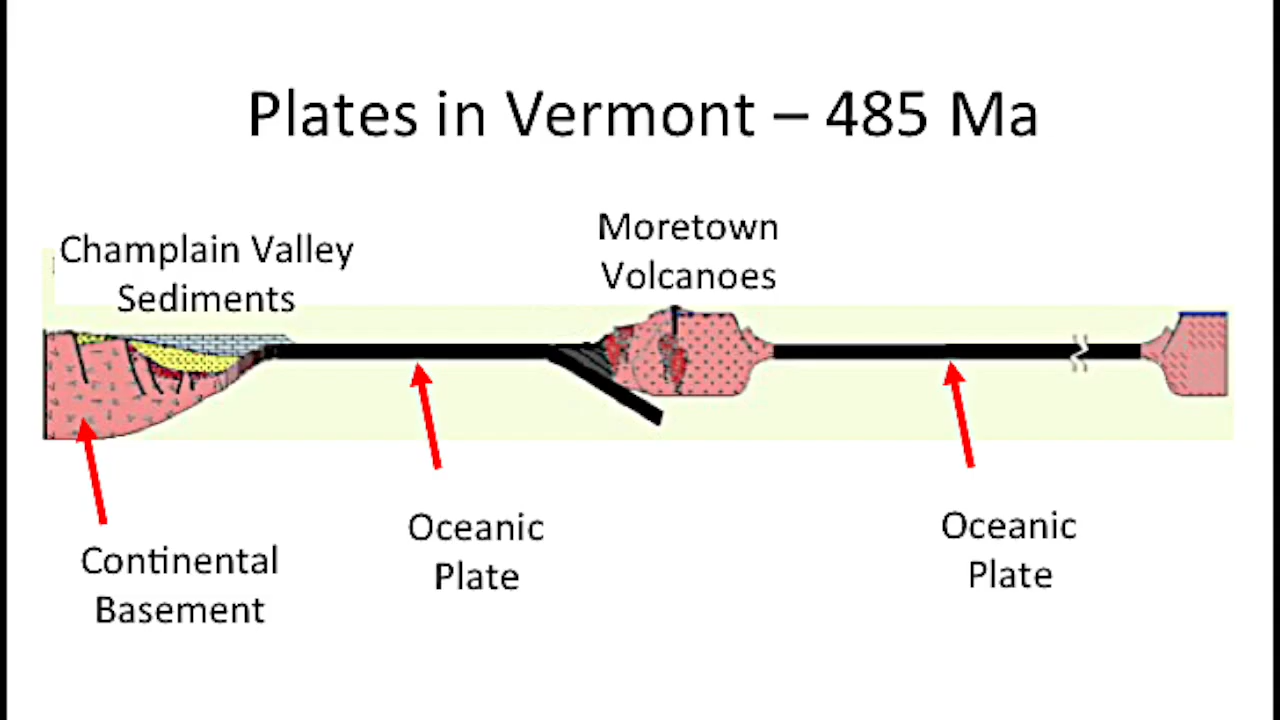 Plates in Vermont – 485 Ma
Champlain Valley
Sediments
Moretown
Volcanoes
Continental
Basement
Oceanic
Plate
Oceanic
Plate